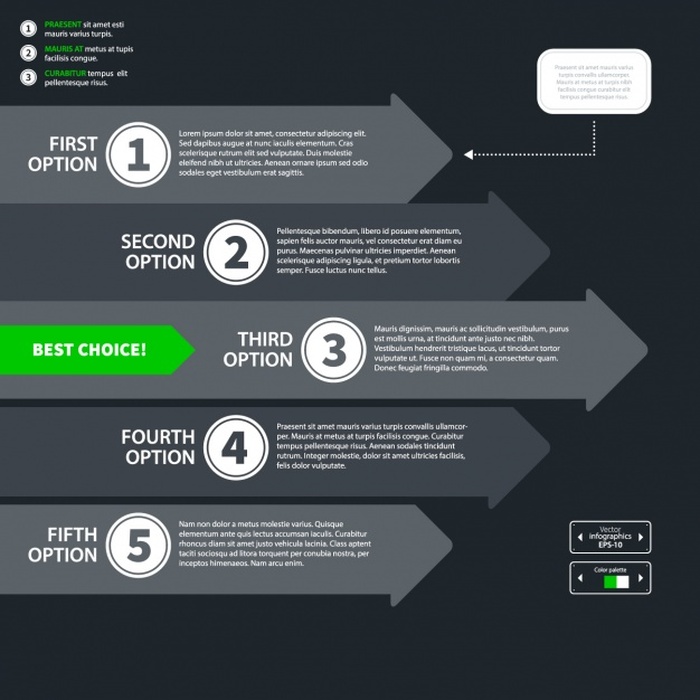 1 PRAESENT sit amet esti
mauris varius turpis.
2 MAURIS AT metus at tupis
facilisis congue.
3 CURABITUR tempus elit
pellentesque risus.
Praesent sit amet mauris varius
turpis convallis ullamcorper.
Mauris at metus at turpis nibh
facilisis congue curabitur
tempus pellentesque risus.
FIRST
OPTION
1
Lorem ipsum dolor sit amet, consectetur adipiscing elit.
Sed dapibus augue at nunc iaculis elementum. Cras
scelerisque rutrum elit sed vulputate. Duis molestie
eleifend nibh ut ultricies. Aenean ornare ipsum sed odio
sodales eget vestibulum erat sagittis.
SECOND
OPTION
2
Pellentesque bibendum, libero id posuere elementum,
sapien felis auctor mauris, vel consectetur erat diam eu
purus. Maecenas pulvinar ultricies imperdiet. Aenean
scelerisque adipiscing ligula, et pretium tortor lobortis
semper. Fusce luctus nunc tellus.
BEST CHOICE!
THIRD
OPTION
3
Mauris dignissim, mauris ac sollicitudin vestibulum, purus
est mollis urna, at tincidunt ante justo nec nibh.
Vestibulum hendrerit tristique lacus, ut tincidunt tortor
vulputate ut. Fusce non quam mi, a consectetur quam.
Donec feugiat fringilla commodo.
FOURTH
OPTION
4
Praesent sit amet mauris varius turpis convallis ullamcor-
per. Mauris at metus at turpis facilisis congue. Curabitur
tempus pellentesque risus. Aenean sodales tincidunt
rutrum. Integer molestie, dolor sit amet ultricies facilisis,
felis dolor vulputate.
FIFTH
OPTION
5
Nam non dolor a metus molestie varius. Quisque
elementum ante quis lectus accumsan iaculis. Curabitur
rhoncus diam sit amet justo vehicula lacinia. Class aptent
taciti sociosqu ad litora torquent per conubia nostra, per
inceptos himenaeos. Nam arcu enim.
Vector
infographics
EPS-10
Color palette